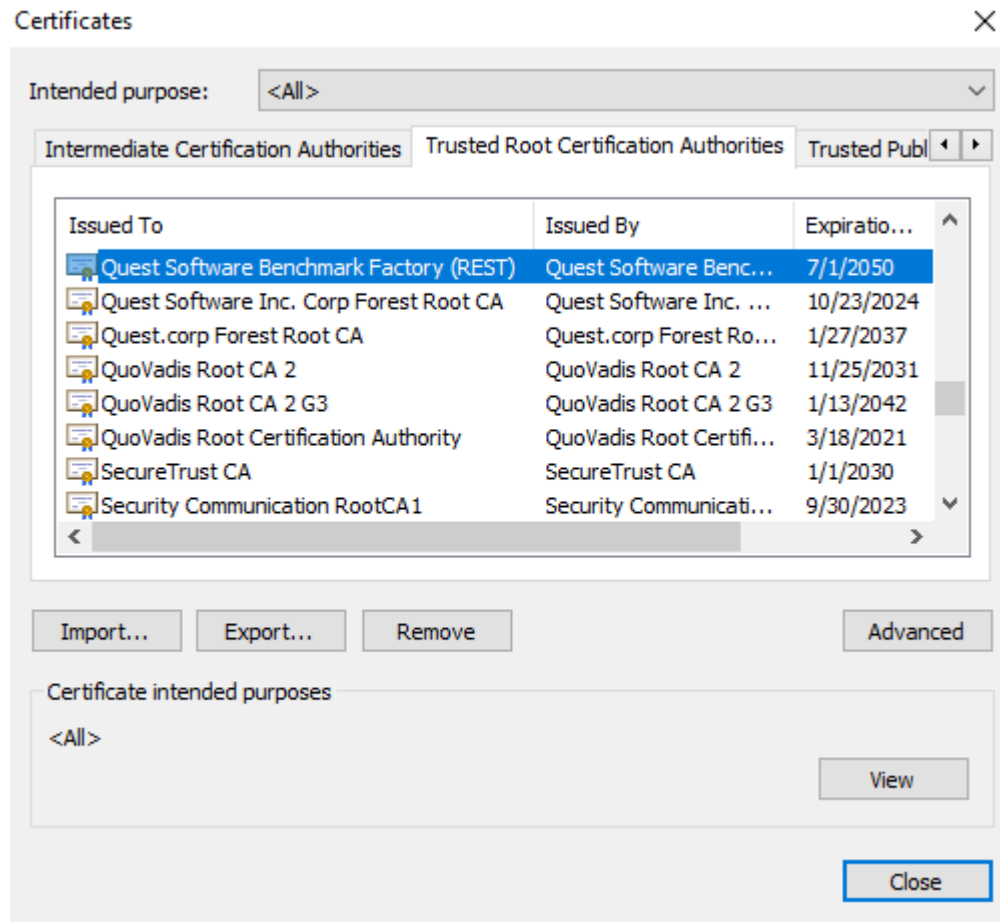 Certificates
Intended purpose: <All>
Intermediate Certification Authorities Trusted Root Certification Authorities Trusted Publ
Issued To Issued By Expiratio...
Quest Software Benchmark Factory (REST) Quest Software Benc... 7/1/2050
Quest Software Inc. Corp Forest Root CA Quest Software Inc. ... 10/23/2024
Quest.corp Forest Root CA Quest.corp Forest Ro... 1/27/2037
QuoVadis Root CA 2 QuoVadis Root CA 2 11/25/2031
QuoVadis Root CA 2 G3 QuoVadis Root CA 2 G3 1/13/2042
QuoVadis Root Certification Authority QuoVadis Root Certifi... 3/18/2021
SecureTrust CA SecureTrust CA 1/1/2030
Security Communication RootCA1 Security Communicati... 9/30/2023
Import... Export... Remove Advanced
Certificate intended purposes
<All>
View
Close